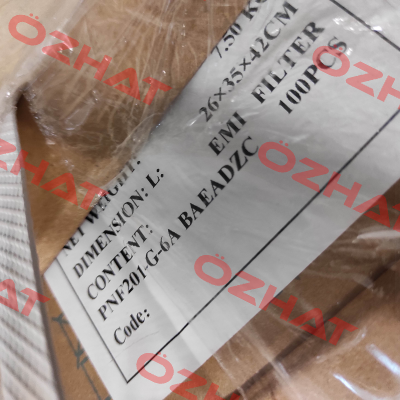 NET WEIGHT: 7.50 KG
DIMENSION: L: 26×35×42CM
CONTENT: EMI FILTER
PNF201-G-6A BAEADZC 100PCS
Code:
ÖZHAT
ÖZHAT
ÖZHAT
ÖZHAT
ÖZHAT
ÖZHAT